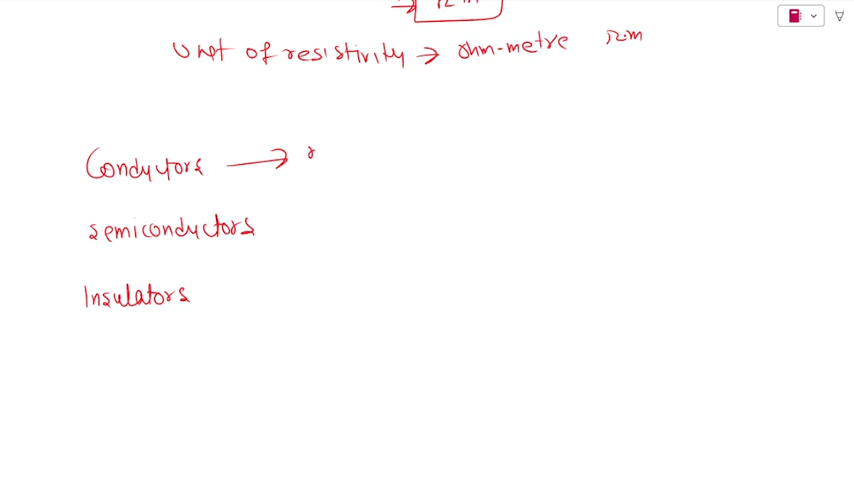 Unit of resistivity → ohm-metre Ωm
Conductors →
semiconductors
Insulators